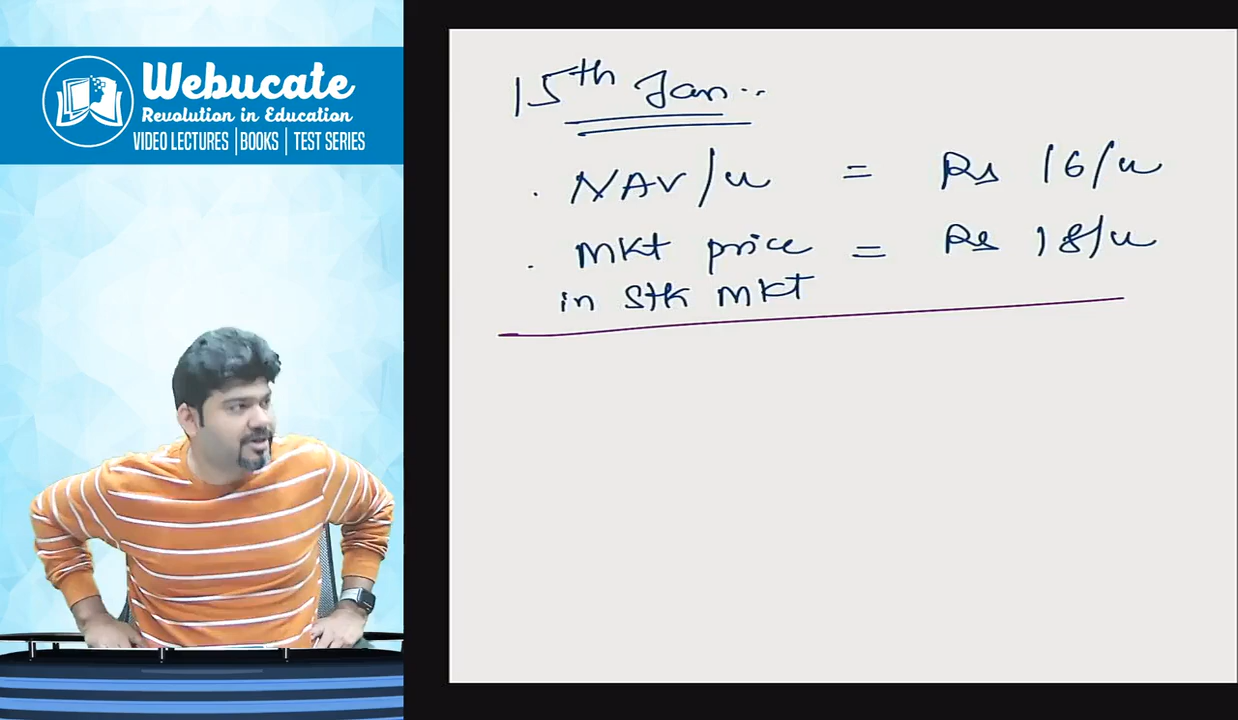 Webucate
Revolution in Education
VIDEO LECTURES | BOOKS | TEST SERIES
15th Jan..
. NAV/u = Rs 16/u
. Mkt price = Rs 18/u
in Stk mkt